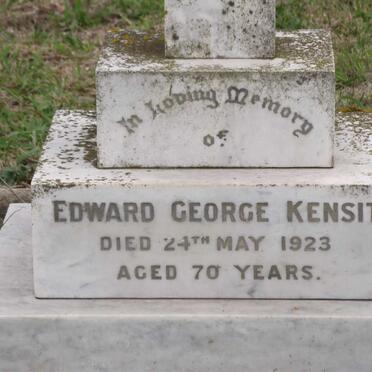 In Loving Memory
of
EDWARD GEORGE KENSIT
DIED 24TH MAY 1923
AGED 70 YEARS.